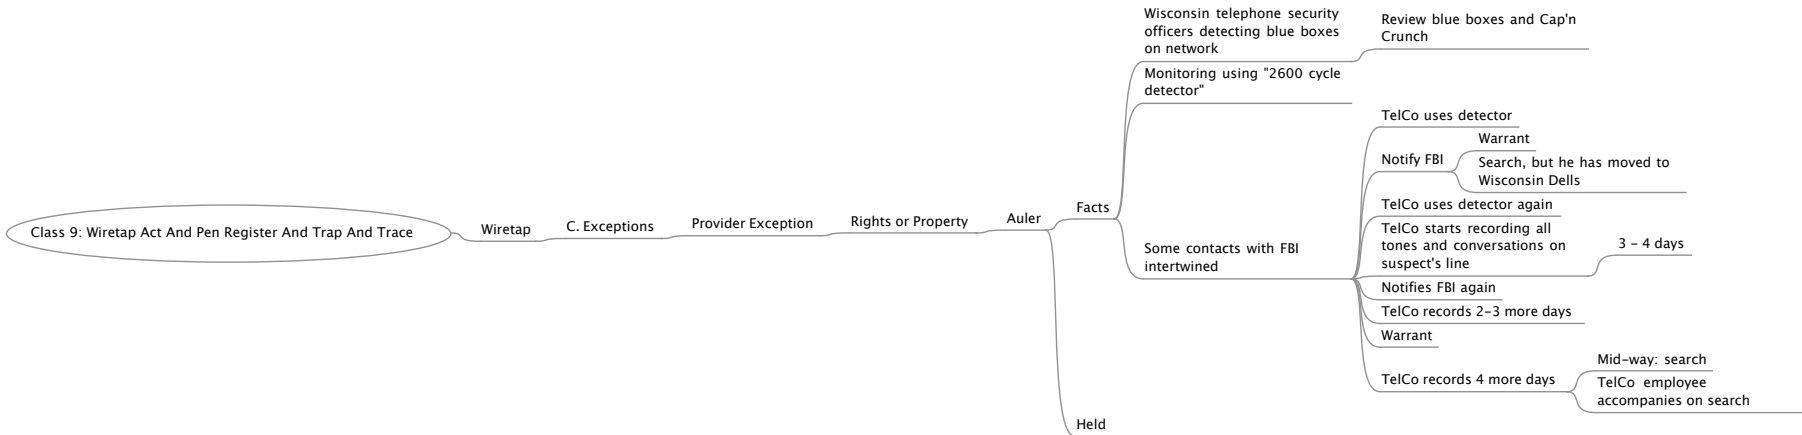 Class 9: Wiretap Act And Pen Register And Trap And Trace
Wiretap
C. Exceptions
Provider Exception
Rights or Property
Auler
Facts
Wisconsin telephone security
officers detecting blue boxes
on network
Review blue boxes and Cap'n
Crunch
Monitoring using "2600 cycle
detector"
Some contacts with FBI
intertwined
TelCo uses detector
Notify FBI
Warrant
Search, but he has moved to
Wisconsin Dells
TelCo uses detector again
TelCo starts recording all
tones and conversations on
suspect's line
3 - 4 days
Notifies FBI again
TelCo records 2-3 more days
Warrant
TelCo records 4 more days
Mid-way: search
TelCo employee
accompanies on search
Held